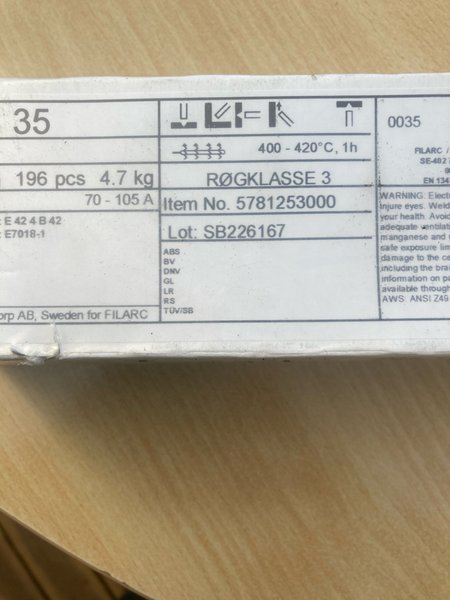 35
196 pcs 4.7 kg
70 - 105 A
: E 42 4 B 42
: E7018-1
orp AB, Sweden for FILARC
400 - 420°C, 1h
RØGKLASSE 3
Item No. 5781253000
Lot: SB226167
ABS
BV
DNV
GL
LR
RS
TÜV/SB
0035
FILARC /
SE-402
EN 134
WARNING: Elect
injure eyes. Weld
your health. Avoid
adequate ventilat
manganese and
safe exposure lim
damage to the ce
including the bra
information on p
available through
AWS: ANSI Z49